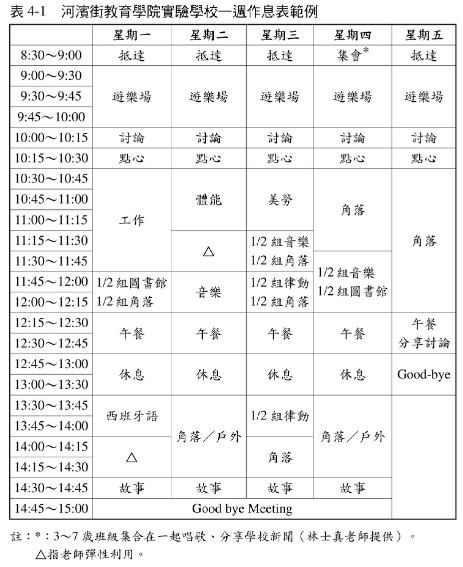 表 4-1 河濱街教育學院實驗學校一週作息表範例
星期一 星期二 星期三 星期四 星期五
8:30～9:00 抵達 抵達 抵達 集會* 抵達
9:00～9:30
9:30～9:45 遊樂場 遊樂場 遊樂場 遊樂場 遊樂場
9:45～10:00
10:00～10:15 討論 討論 討論 討論 討論
10:15～10:30 點心 點心 點心 點心 點心
10:30～10:45
10:45～11:00 體能 美勞 角落
11:00～11:15 工作
11:15～11:30 1/2 組音樂 角落
11:30～11:45 △ 1/2 組角落
11:45～12:00 1/2 組圖書館 音樂 1/2 組律動 1/2 組音樂
12:00～12:15 1/2 組角落 1/2 組角落 1/2 組圖書館
12:15～12:30 午餐 午餐 午餐 午餐 午餐
12:30～12:45 分享討論
12:45～13:00 休息 休息 休息 休息 Good-bye
13:00～13:30
13:30～13:45 西班牙語 1/2 組律動
13:45～14:00 角落／戶外 角落／戶外
14:00～14:15 △ 角落
14:15～14:30
14:30～14:45 故事 故事 故事 故事
14:45～15:00 Good bye Meeting
註：*：3～7 歲班級集合在一起唱歌、分享學校新聞（林士真老師提供）。
△指老師彈性利用。